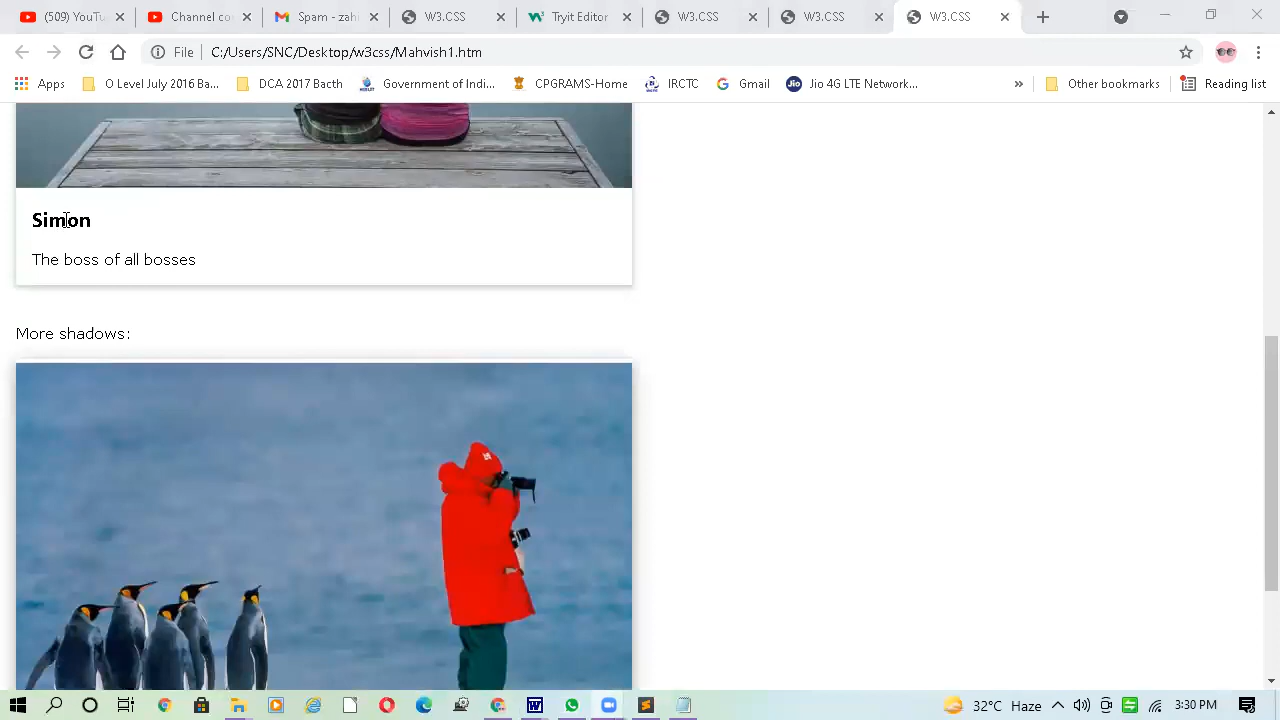 (509) YouT
Channel co
Spam - zah
W3.CSS
Tryit Editor
W3.CSS
W3.CSS
W3.CSS
File
C:/Users/SNC/Desktop/w3css/Mahvish1.htm
Apps
O Level July 2016 Ba...
DCA 2017 Bacth
Government of Indi...
CPGRAMS-Home
IRCTC
Gmail
Jio
Jio 4G LTE Network...
»
Other bookmarks
Reading list
Simon
The boss of all bosses
More shadows:
32°C Haze
3:30 PM